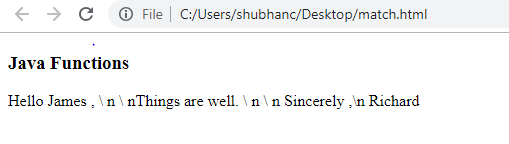 File | C:/Users/shubhanc/Desktop/match.html
Java Functions
Hello James , \ n \ nThings are well. \ n \ n Sincerely ,\n Richard